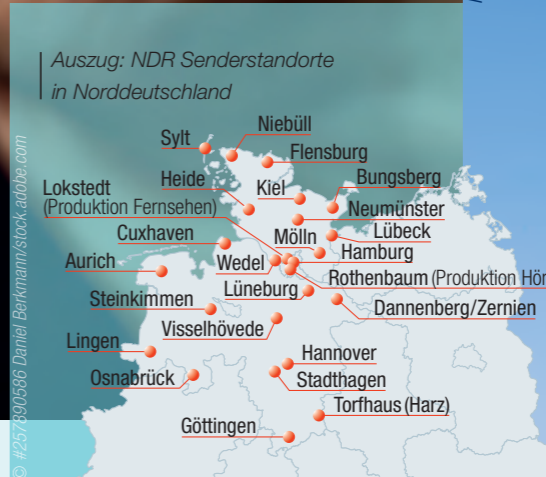 Auszug: NDR Senderstandorte
in Norddeutschland
Niebüll
Sylt
Flensburg
Heide
Kiel
Bungsberg
Lokstedt
(Produktion Fernsehen)
Neumünster
Cuxhaven
Mölln
Lübeck
Aurich
Wedel
Hamburg
Rothenbaum (Produktion Hör
Lüneburg
Steinkimmen
Dannenberg/Zernien
Visselhövede
Lingen
Hannover
Osnabrück
Stadthagen
Torfhaus (Harz)
Göttingen
© #257890586 Daniel Berkmann/stock.adobe.com